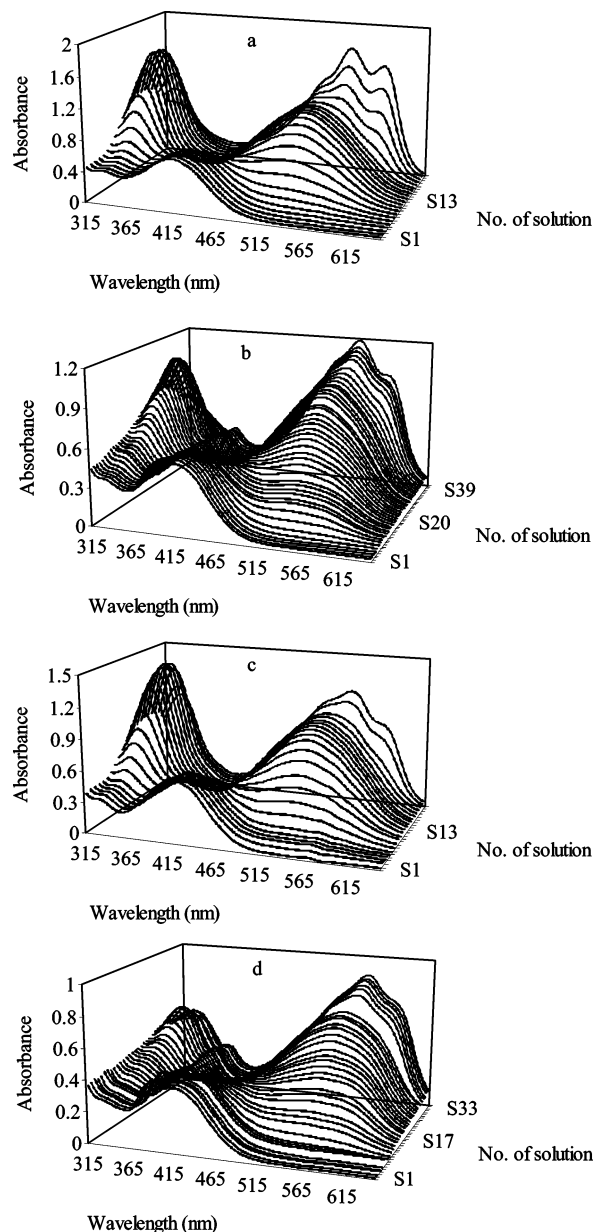 a
2
1.6
1.2
0.8
0.4
0
Absorbance
315 365 415 465 515 565 615
Wavelength (nm)
S13
S1
No. of solution
b
1.2
0.9
0.6
0.3
0
Absorbance
315 365 415 465 515 565 615
Wavelength (nm)
S39
S20
S1
No. of solution
c
1.5
1.2
0.9
0.6
0.3
0
Absorbance
315 365 415 465 515 565 615
Wavelength (nm)
S13
S1
No. of solution
d
1
0.8
0.6
0.4
0.2
0
Absorbance
315 365 415 465 515 565 615
Wavelength (nm)
S33
S17
S1
No. of solution